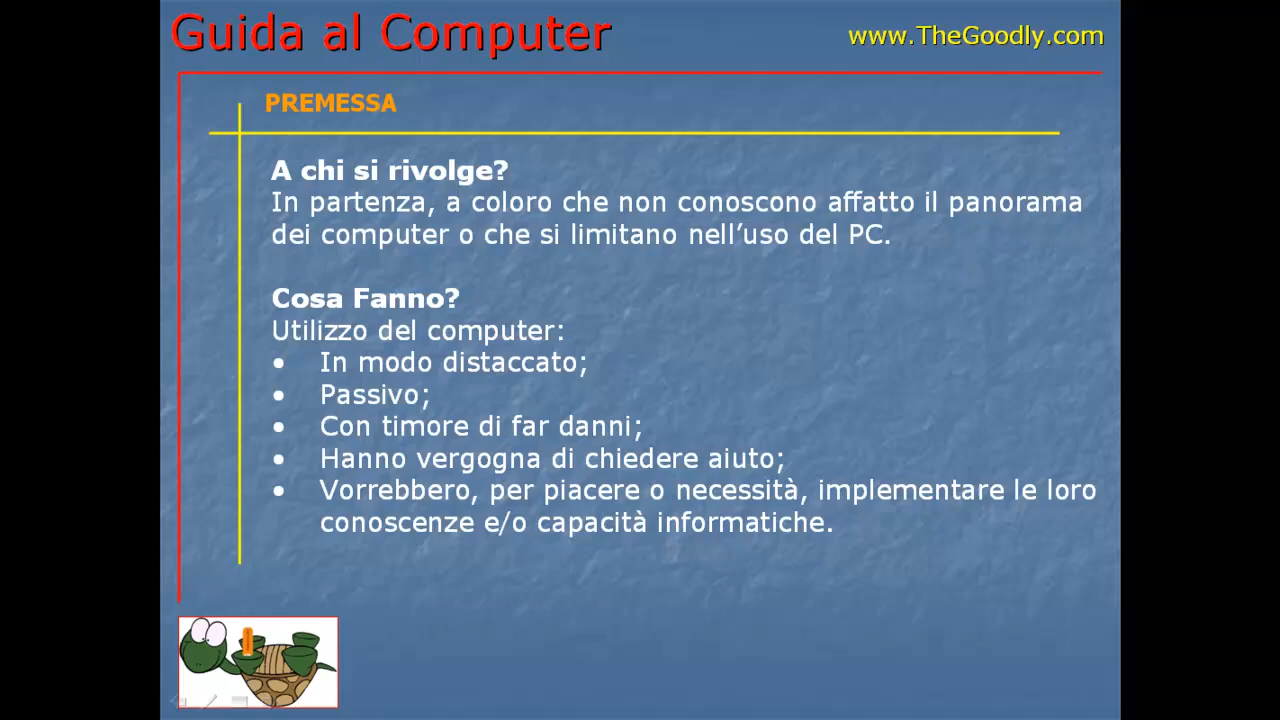 Guida al Computer
www.TheGoodly.com
PREMESSA
A chi si rivolge?
In partenza, a coloro che non conoscono affatto il panorama
dei computer o che si limitano nell’uso del PC.
Cosa Fanno?
Utilizzo del computer:
• In modo distaccato;
• Passivo;
• Con timore di far danni;
• Hanno vergogna di chiedere aiuto;
• Vorrebbero, per piacere o necessità, implementare le loro
conoscenze e/o capacità informatiche.